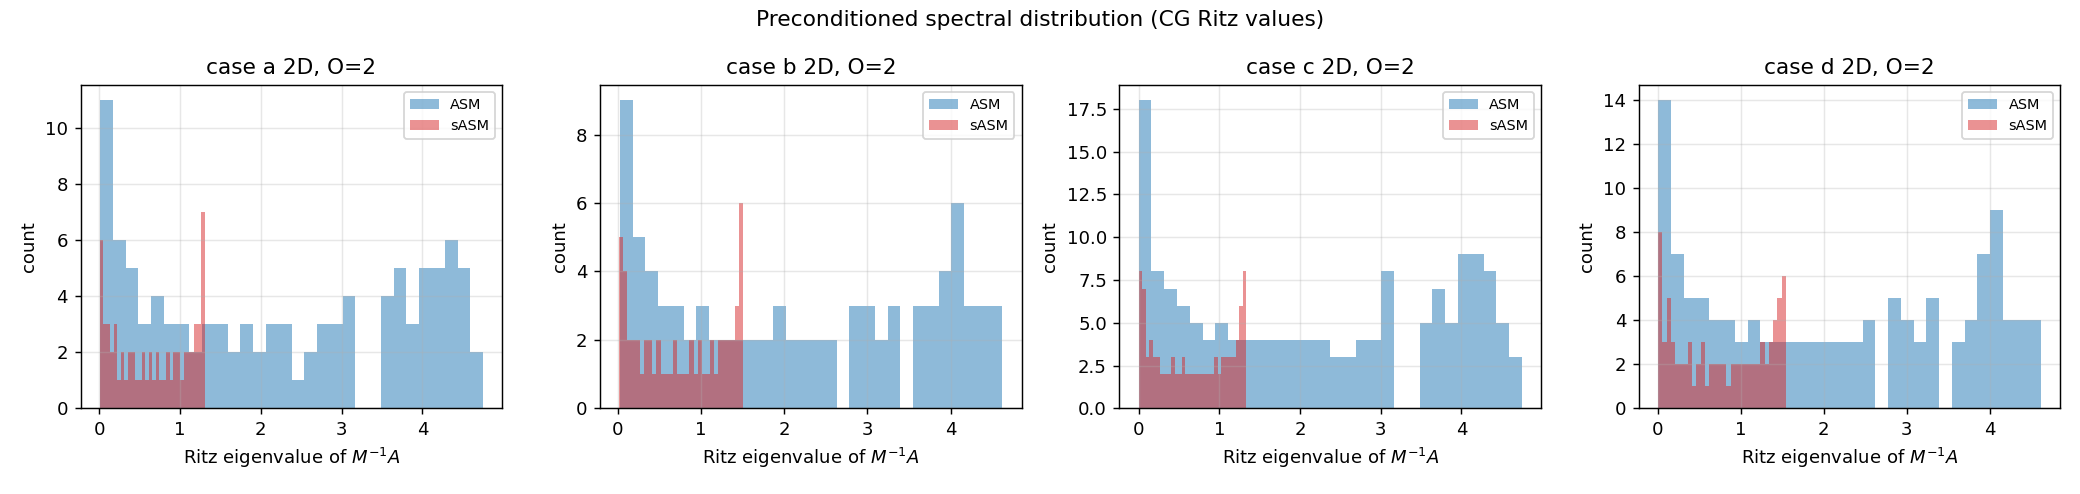 Preconditioned spectral distribution (CG Ritz values)
case a 2D, O=2
count
10
8
6
4
2
0
0 1 2 3 4
Ritz eigenvalue of $M^{-1}A$
ASM
sASM
case b 2D, O=2
count
8
6
4
2
0
0 1 2 3 4
Ritz eigenvalue of $M^{-1}A$
ASM
sASM
case c 2D, O=2
count
17.5
15.0
12.5
10.0
7.5
5.0
2.5
0.0
0 1 2 3 4
Ritz eigenvalue of $M^{-1}A$
ASM
sASM
case d 2D, O=2
count
14
12
10
8
6
4
2
0
0 1 2 3 4
Ritz eigenvalue of $M^{-1}A$
ASM
sASM